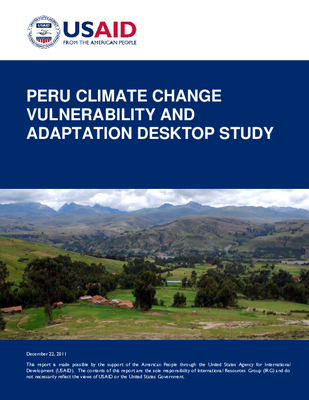 USAID
FROM THE AMERICAN PEOPLE
PERU CLIMATE CHANGE
VULNERABILITY AND
ADAPTATION DESKTOP STUDY
December 22, 2011
This report is made possible by the support of the American People through the United States Agency for International
Development (USAID). The contents of this report are the sole responsibility of International Resources Group (IRG) and do
not necessarily reflect the views of USAID or the United States Government.